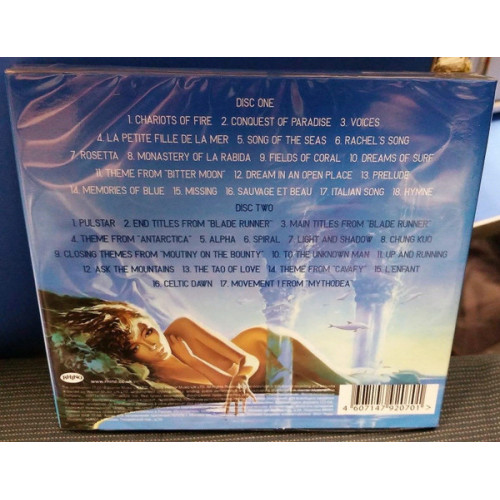 DISC ONE
1. CHARIOTS OF FIRE 2. CONQUEST OF PARADISE 3. VOICES
4. LA PETITE FILLE DE LA MER 5. SONG OF THE SEAS 6. RACHEL'S SONG
7. ROSETTA 8. MONASTERY OF LA RABIDA 9. FIELDS OF CORAL 10. DREAMS OF SURF
11. THEME FROM "BITTER MOON" 12. DREAM IN AN OPEN PLACE 13. PRELUDE
14. MEMORIES OF BLUE 15. MISSING 16. SAUVAGE ET BEAU 17. ITALIAN SONG 18. HYMNE
DISC TWO
1. PULSTAR 2. END TITLES FROM "BLADE RUNNER" 3. MAIN TITLES FROM "BLADE RUNNER"
4. THEME FROM "ANTARCTICA" 5. ALPHA 6. SPIRAL 7. LIGHT AND SHADOW 8. CHUNG KUO
9. CLOSING THEMES FROM "MOUTINY ON THE BOUNTY" 10. TO THE UNKNOWN MAN 11. UP AND RUNNING
12. ASK THE MOUNTAINS 13. THE TAO OF LOVE 14. THEME FROM "CAVAFY" 15. L'ENFANT
16. CELTIC DAWN 17. MOVEMENT 1 FROM "MYTHODEA"
RHINO
4 607147 920701 >